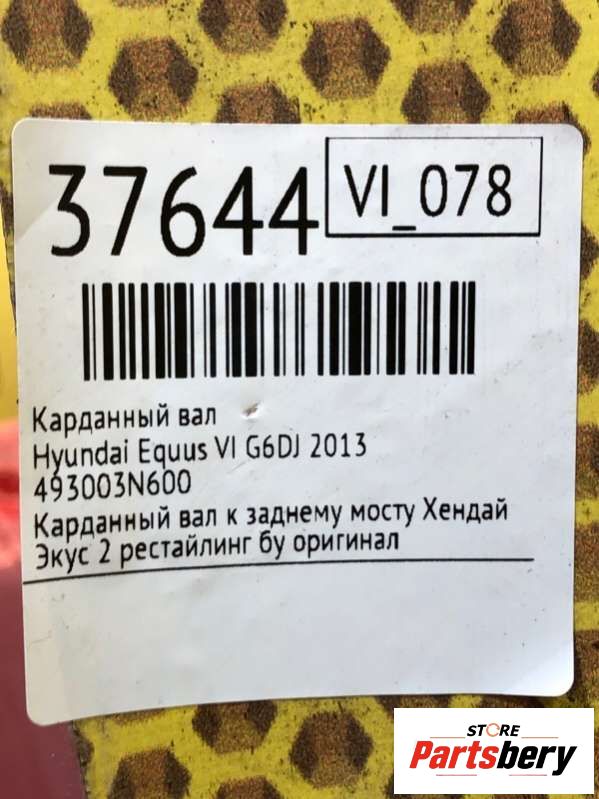 37644
VI_078
Карданный вал
Hyundai Equus VI G6DJ 2013
493003N600
Карданный вал к заднему мосту Хендай
Экус 2 рестайлинг бу оригинал
STORE
Partsbery